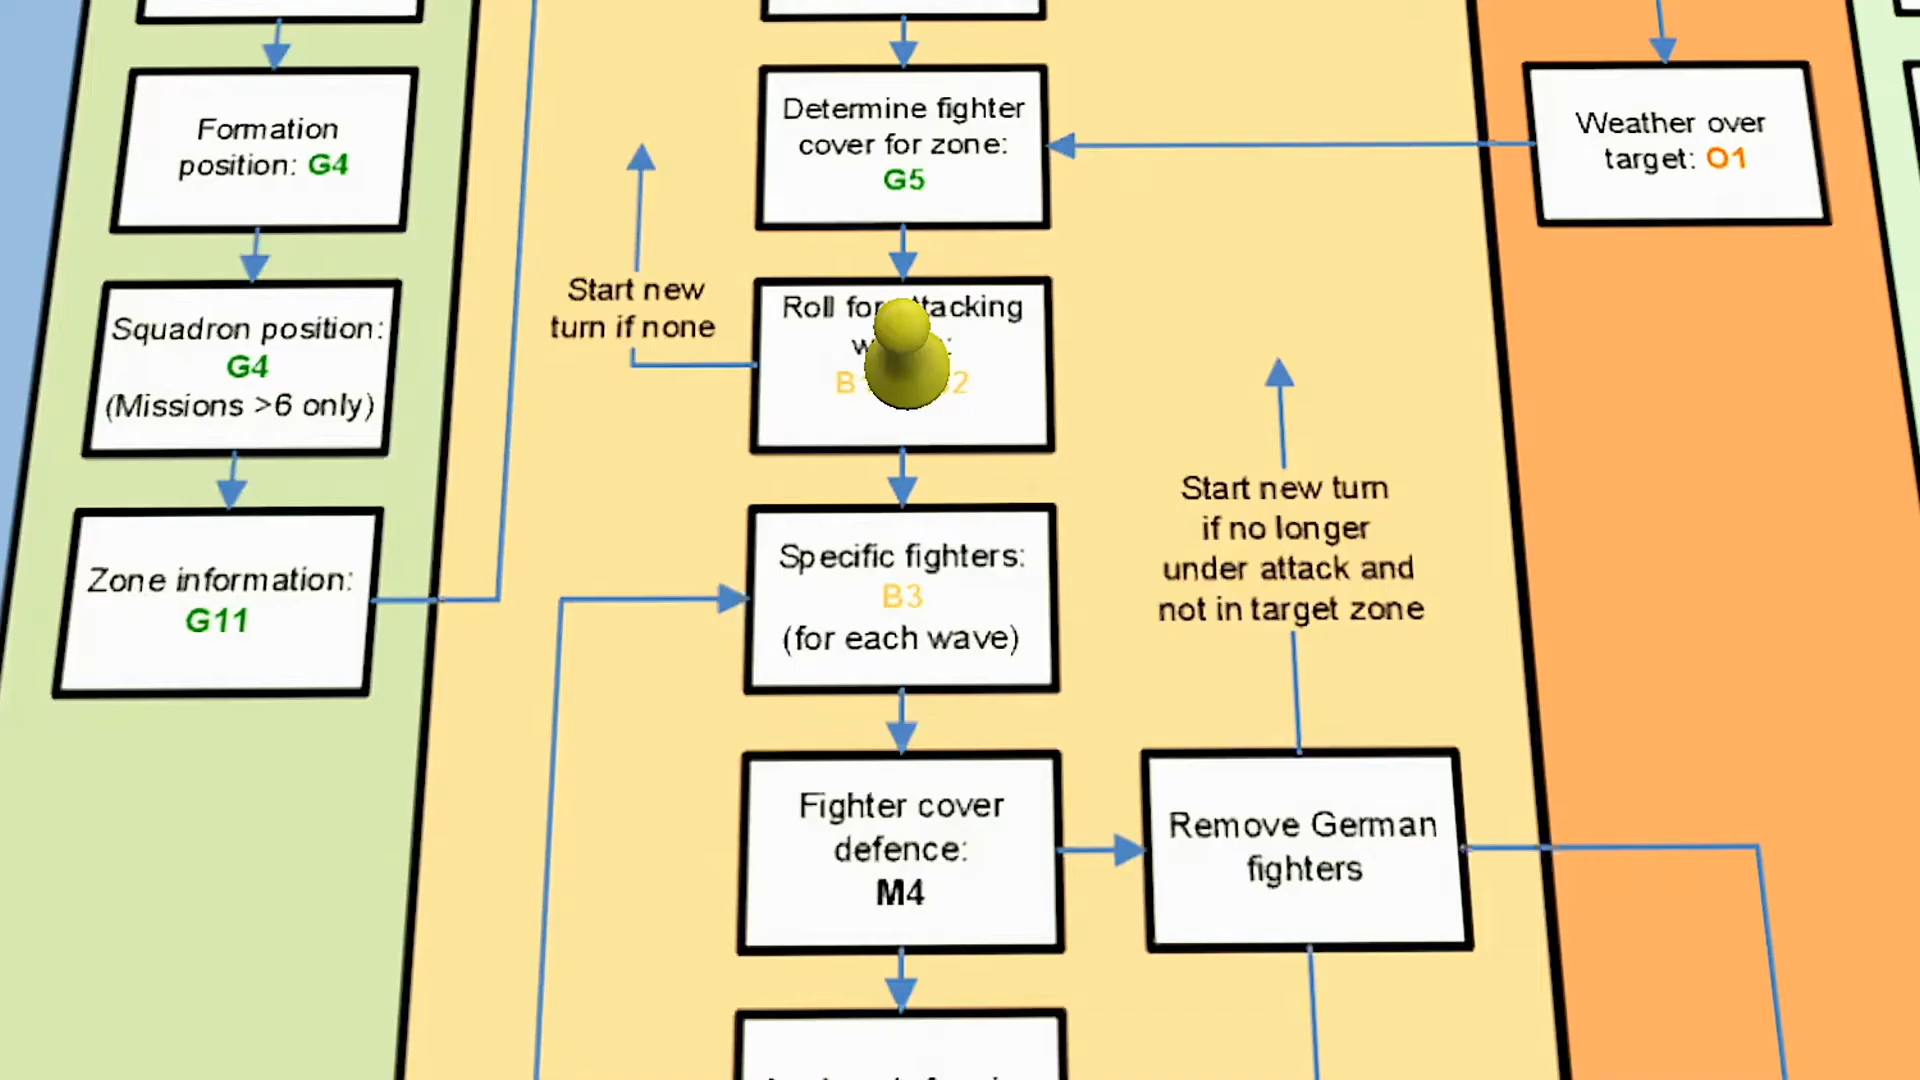 Formation
position: G4
Squadron position:
G4
(Missions >6 only)
Zone information:
G11
Start new
turn if none
Determine fighter
cover for zone:
G5
Roll for attacking
Specific fighters:
B3
(for each wave)
Fighter cover
defence:
M4
Start new turn
if no longer
under attack and
not in target zone
Remove German
fighters
Weather over
target: O1